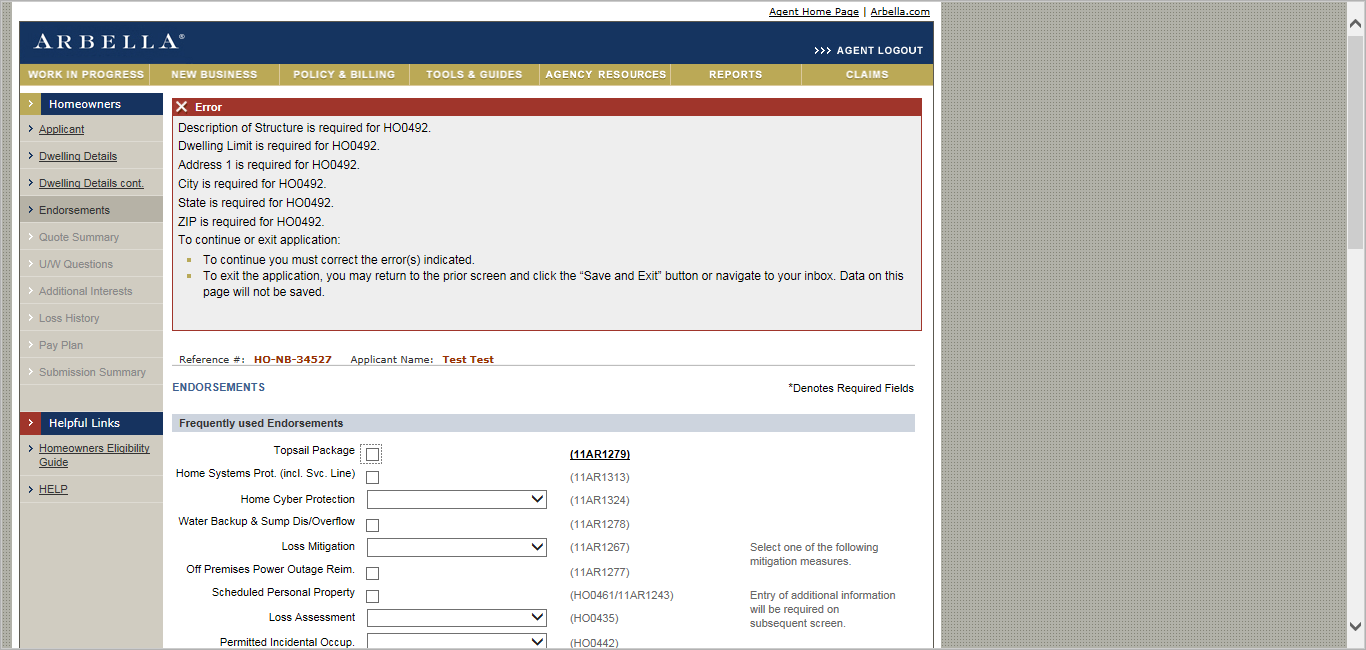 Agent Home Page | Arbella.com
ARBELLA®
>>> AGENT LOGOUT
WORK IN PROGRESS NEW BUSINESS POLICY & BILLING TOOLS & GUIDES AGENCY RESOURCES REPORTS CLAIMS
Homeowners
Applicant
Dwelling Details
Dwelling Details cont.
Endorsements
Quote Summary
U/W Questions
Additional Interests
Loss History
Pay Plan
Submission Summary
Helpful Links
Homeowners Eligibility
Guide
HELP
Error
Description of Structure is required for HO0492.
Dwelling Limit is required for HO0492.
Address 1 is required for HO0492.
City is required for HO0492.
State is required for HO0492.
ZIP is required for HO0492.
To continue or exit application:
To continue you must correct the error(s) indicated.
To exit the application, you may return to the prior screen and click the “Save and Exit” button or navigate to your inbox. Data on this
page will not be saved.
Reference #: HO-NB-34527 Applicant Name: Test Test
ENDORSEMENTS
*Denotes Required Fields
Frequently used Endorsements
Topsail Package (11AR1279)
Home Systems Prot. (incl. Svc. Line) (11AR1313)
Home Cyber Protection (11AR1324)
Water Backup & Sump Dis/Overflow (11AR1278)
Loss Mitigation (11AR1267) Select one of the following
mitigation measures.
Off Premises Power Outage Reim. (11AR1277)
Scheduled Personal Property (HO0461/11AR1243) Entry of additional information
will be required on
subsequent screen.
Loss Assessment (HO0435)
Permitted Incidental Occup. (HO0442)